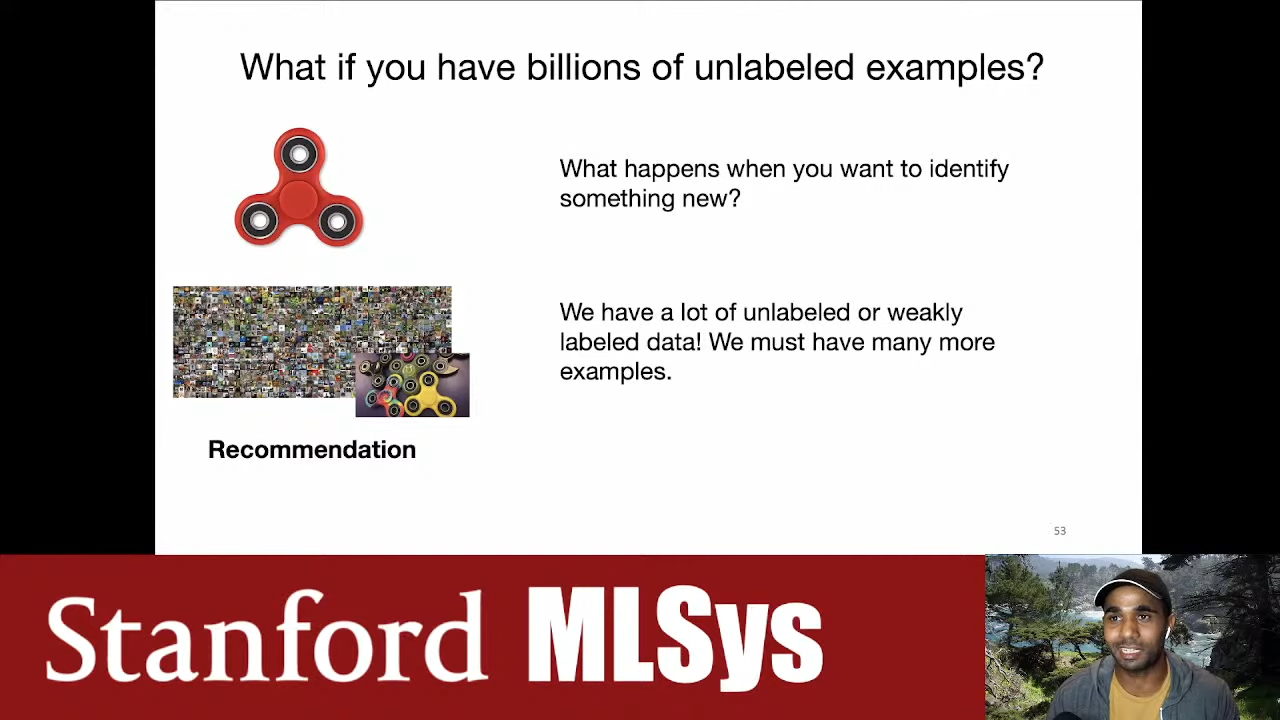 What if you have billions of unlabeled examples?
What happens when you want to identify
something new?
We have a lot of unlabeled or weakly
labeled data! We must have many more
examples.
Recommendation
53
Stanford MLSys